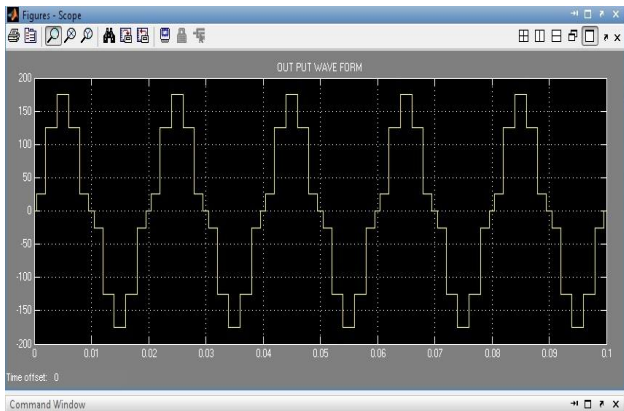 Figures - Scope
OUT PUT WAVE FORM
200
150
100
50
0
-50
-100
-150
-200
0 0.01 0.02 0.03 0.04 0.05 0.06 0.07 0.08 0.09 0.1
Time offset: 0
Command Window